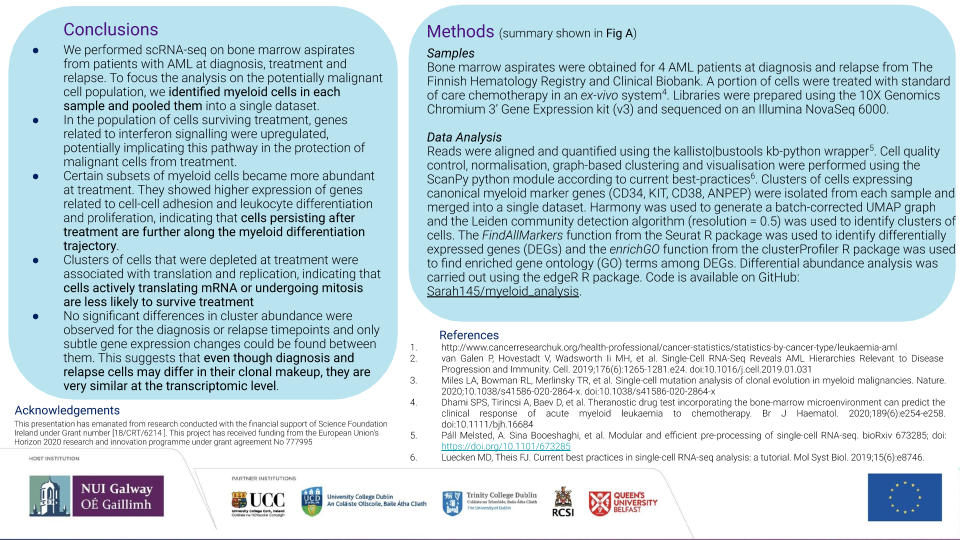 Conclusions
● We performed scRNA-seq on bone marrow aspirates
from patients with AML at diagnosis, treatment and
relapse. To focus the analysis on the potentially malignant
cell population, we identified myeloid cells in each
sample and pooled them into a single dataset.
● In the population of cells surviving treatment, genes
related to interferon signalling were upregulated,
potentially implicating this pathway in the protection of
malignant cells from treatment.
● Certain subsets of myeloid cells became more abundant
at treatment. They showed higher expression of genes
related to cell-cell adhesion and leukocyte differentiation
and proliferation, indicating that cells persisting after
treatment are further along the myeloid differentiation
trajectory.
● Clusters of cells that were depleted at treatment were
associated with translation and replication, indicating that
cells actively translating mRNA or undergoing mitosis
are less likely to survive treatment
● No significant differences in cluster abundance were
observed for the diagnosis or relapse timepoints and only
subtle gene expression changes could be found between
them. This suggests that even though diagnosis and
relapse cells may differ in their clonal makeup, they are
very similar at the transcriptomic level.
Acknowledgements
This presentation has emanated from research conducted with the financial support of Science Foundation
Ireland under Grant number [18/CRT/6214 ]. This project has received funding from the European Union's
Horizon 2020 research and innovation programme under grant agreement No 777995
Methods (summary shown in Fig A)
Samples
Bone marrow aspirates were obtained for 4 AML patients at diagnosis and relapse from The
Finnish Hematology Registry and Clinical Biobank. A portion of cells were treated with standard
of care chemotherapy in an ex-vivo system4. Libraries were prepared using the 10X Genomics
Chromium 3' Gene Expression kit (v3) and sequenced on an Illumina NovaSeq 6000.
Data Analysis
Reads were aligned and quantified using the kallisto|bustools kb-python wrapper5. Cell quality
control, normalisation, graph-based clustering and visualisation were performed using the
ScanPy python module according to current best-practices6. Clusters of cells expressing
canonical myeloid marker genes (CD34, KIT, CD38, ANPEP) were isolated from each sample and
merged into a single dataset. Harmony was used to generate a batch-corrected UMAP graph
and the Leiden community detection algorithm (resolution = 0.5) was used to identify clusters of
cells. The FindAllMarkers function from the Seurat R package was used to identify differentially
expressed genes (DEGs) and the enrichGO function from the clusterProfiler R package was used
to find enriched gene ontology (GO) terms among DEGs. Differential abundance analysis was
carried out using the edgeR R package. Code is available on GitHub:
Sarah145/myeloid_analysis.
References
1. http://www.cancerresearchuk.org/health-professional/cancer-statistics/statistics-by-cancer-type/leukaemia-aml
2. van Galen P, Hovestadt V, Wadsworth Ii MH, et al. Single-Cell RNA-Seq Reveals AML Hierarchies Relevant to Disease
Progression and Immunity. Cell. 2019;176(6):1265-1281.e24. doi:10.1016/j.cell.2019.01.031
3. Miles LA, Bowman RL, Merlinsky TR, et al. Single-cell mutation analysis of clonal evolution in myeloid malignancies. Nature.
2020;10.1038/s41586-020-2864-x. doi:10.1038/s41586-020-2864-x
4. Dhami SPS, Tirincsi A, Baev D, et al. Theranostic drug test incorporating the bone-marrow microenvironment can predict the
clinical response of acute myeloid leukaemia to chemotherapy. Br J Haematol. 2020;189(6):e254-e258.
doi:10.1111/bjh.16684
5. Páll Melsted, A. Sina Booeshaghi, et al. Modular and efficient pre-processing of single-cell RNA-seq. bioRxiv 673285; doi:
https://doi.org/10.1101/673285
6. Luecken MD, Theis FJ. Current best practices in single-cell RNA-seq analysis: a tutorial. Mol Syst Biol. 2019;15(6):e8746.
HOST INSTITUTION
NUI Galway
OÉ Gaillimh
PARTNER INSTITUTIONS
UCC
University College Cork, Ireland
Coláiste na hOllscoile Corcaigh
UCD
DUBLIN
University College Dublin
An Coláiste Ollscoile, Baile Átha Cliath
Trinity College Dublin
Coláiste na Tríonóide, Baile Átha Cliath
The University of Dublin
RCSI
QUEEN'S
UNIVERSITY
BELFAST